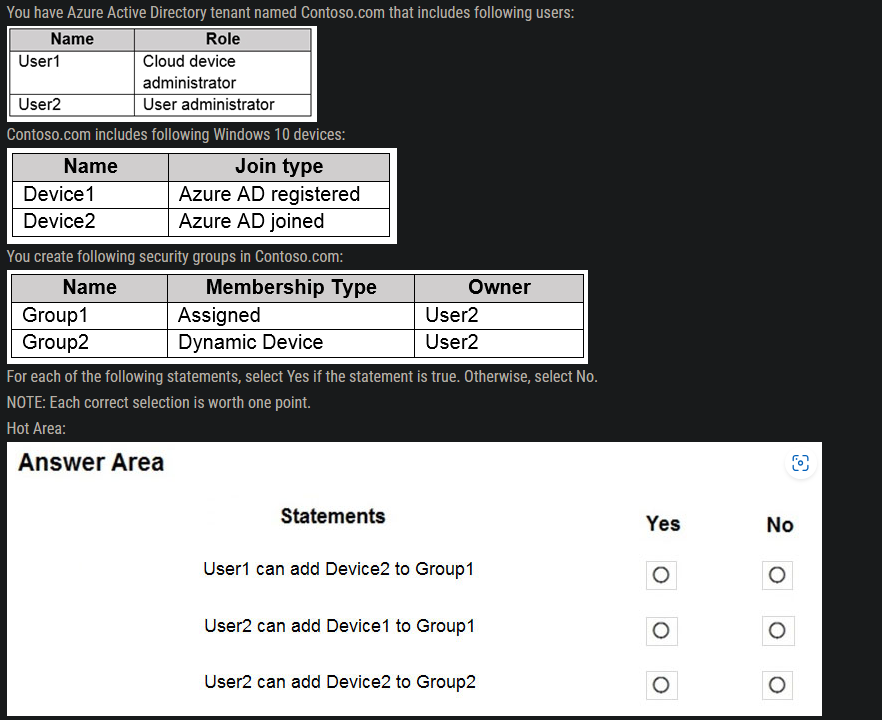 You have Azure Active Directory tenant named Contoso.com that includes following users:
Name Role
User1 Cloud device
administrator
User2 User administrator
Contoso.com includes following Windows 10 devices:
Name Join type
Device1 Azure AD registered
Device2 Azure AD joined
You create following security groups in Contoso.com:
Name Membership Type Owner
Group1 Assigned User2
Group2 Dynamic Device User2
For each of the following statements, select Yes if the statement is true. Otherwise, select No.
NOTE: Each correct selection is worth one point.
Hot Area:
Answer Area
Statements Yes No
User1 can add Device2 to Group1
User2 can add Device1 to Group1
User2 can add Device2 to Group2